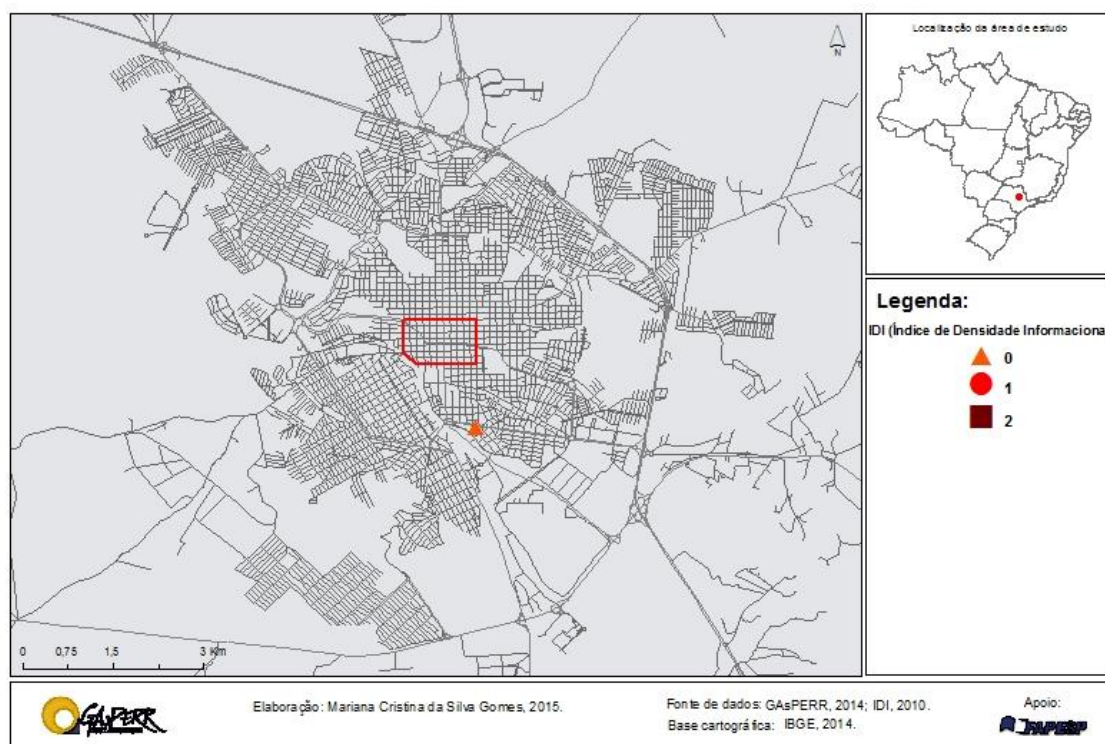 Localização da área de estudo
N
Legenda:
IDI (Índice de Densidade Informaciona
0
1
2
0 0,75 1,5 3 Km
GAsPERR
Elaboração: Mariana Cristina da Silva Gomes, 2015.
Fonte de dados: GAsPERR, 2014; IDI, 2010.
Base cartográfica: IBGE, 2014.
Apoio:
FAPESP